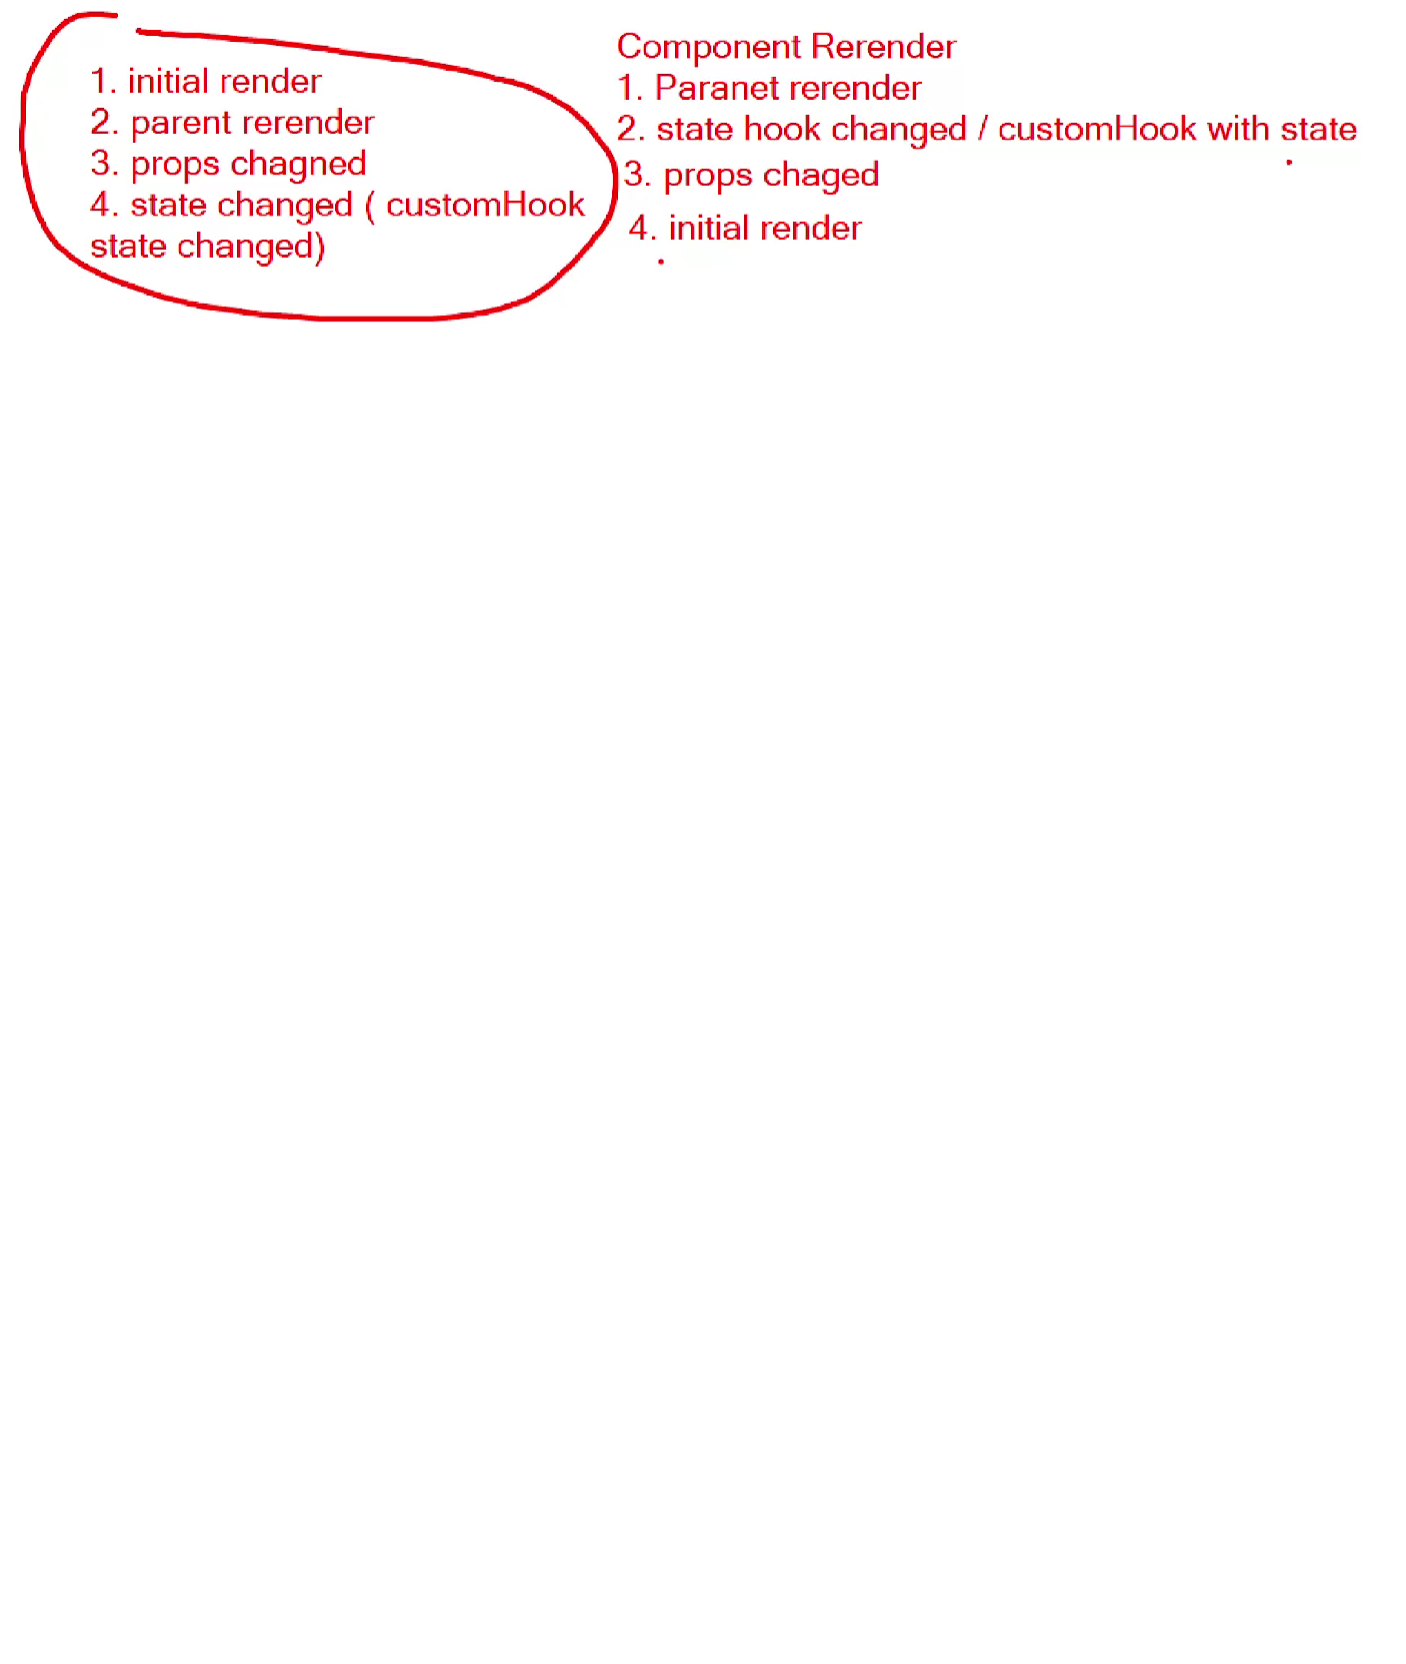 1. initial render
2. parent rerender
3. props chagned
4. state changed ( customHook
state changed)
Component Rerender
1. Paranet rerender
2. state hook changed / customHook with state
3. props chaged
4. initial render